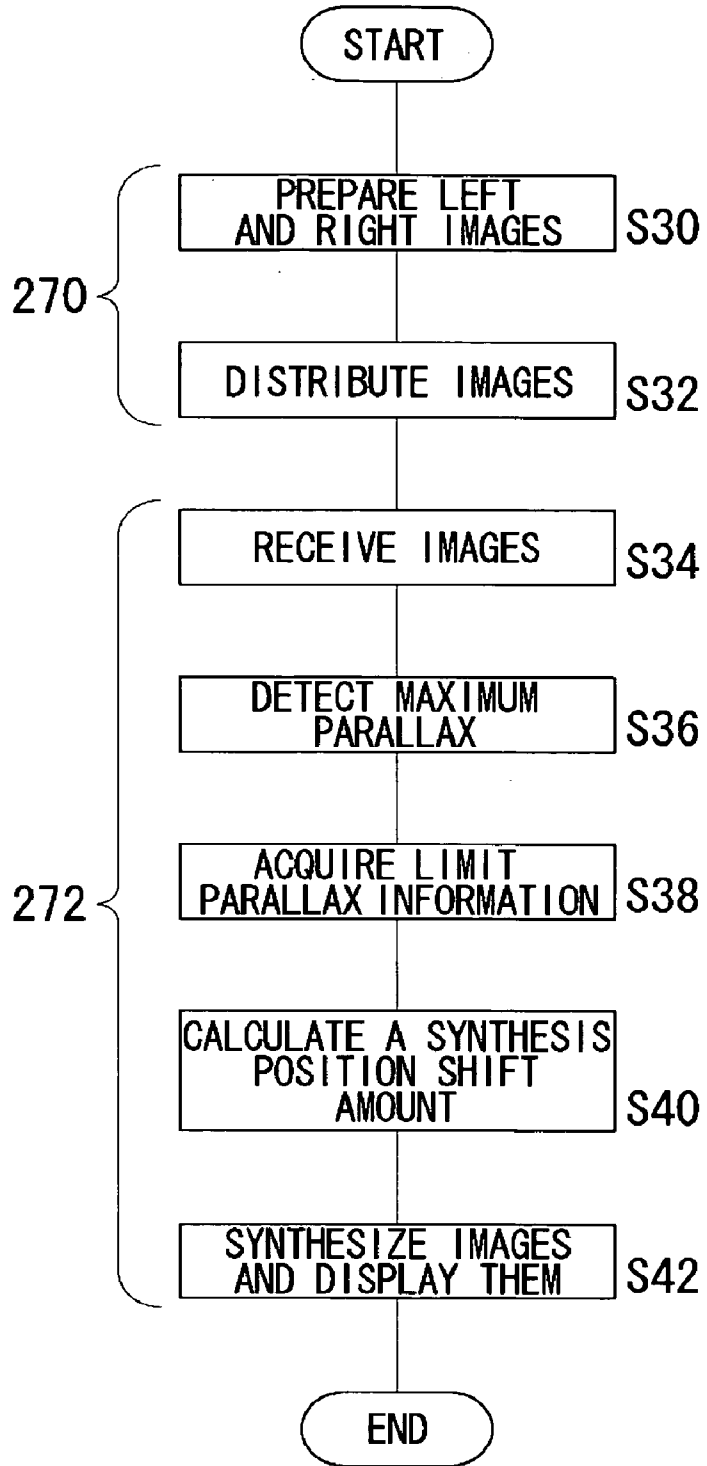 START
PREPARE LEFT
AND RIGHT IMAGES
S30
270
DISTRIBUTE IMAGES
S32
RECEIVE IMAGES
S34
DETECT MAXIMUM
PARALLAX
S36
272
ACQUIRE LIMIT
PARALLAX INFORMATION
S38
CALCULATE A SYNTHESIS
POSITION SHIFT
AMOUNT
S40
SYNTHESIZE IMAGES
AND DISPLAY THEM
S42
END